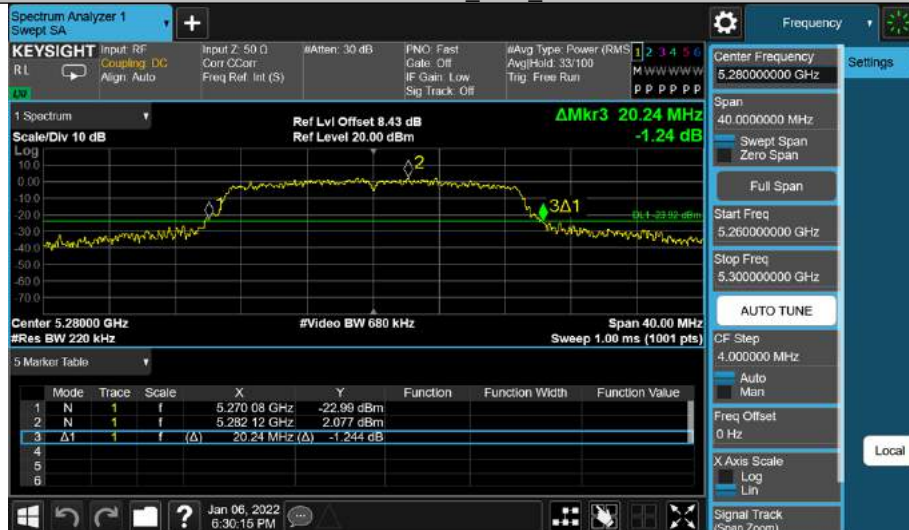 Spectrum Analyzer 1
Swept SA
+
Frequency
KEYSIGHT
RL
LXI
Input: RF
Coupling: DC
Align: Auto
Input Z: 50 Ω
Corr CCorr
Freq Ref: Int (S)
#Atten: 30 dB
PNO: Fast
Gate: Off
IF Gain: Low
Sig Track: Off
#Avg Type: Power (RMS
Avg|Hold: 33/100
Trig: Free Run
1 2 3 4 5 6
M W W W W W
P P P P P P
1 Spectrum
Scale/Div 10 dB
Ref Lvl Offset 8.43 dB
Ref Level 20.00 dBm
ΔMkr3 20.24 MHz
-1.24 dB
Log
10.0
0.00
-10.0
-20.0
-30.0
-40.0
-50.0
-60.0
-70.0
1
2
3Δ1
DL1 -23.92 dBm
Center 5.28000 GHz
#Res BW 220 kHz
#Video BW 680 kHz
Span 40.00 MHz
Sweep 1.00 ms (1001 pts)
5 Marker Table
Mode Trace Scale X Y Function Function Width Function Value
1 N 1 f 5.270 08 GHz -22.99 dBm
2 N 1 f 5.282 12 GHz 2.077 dBm
3 Δ1 1 f (Δ) 20.24 MHz (Δ) -1.244 dB
4
5
6
?
Jan 06, 2022
6:30:15 PM
Center Frequency
5.280000000 GHz
Span
40.0000000 MHz
Swept Span
Zero Span
Full Span
Start Freq
5.260000000 GHz
Stop Freq
5.300000000 GHz
AUTO TUNE
CF Step
4.000000 MHz
Auto
Man
Freq Offset
0 Hz
X Axis Scale
Log
Lin
Signal Track
(Span Zoom)
Settings
Local